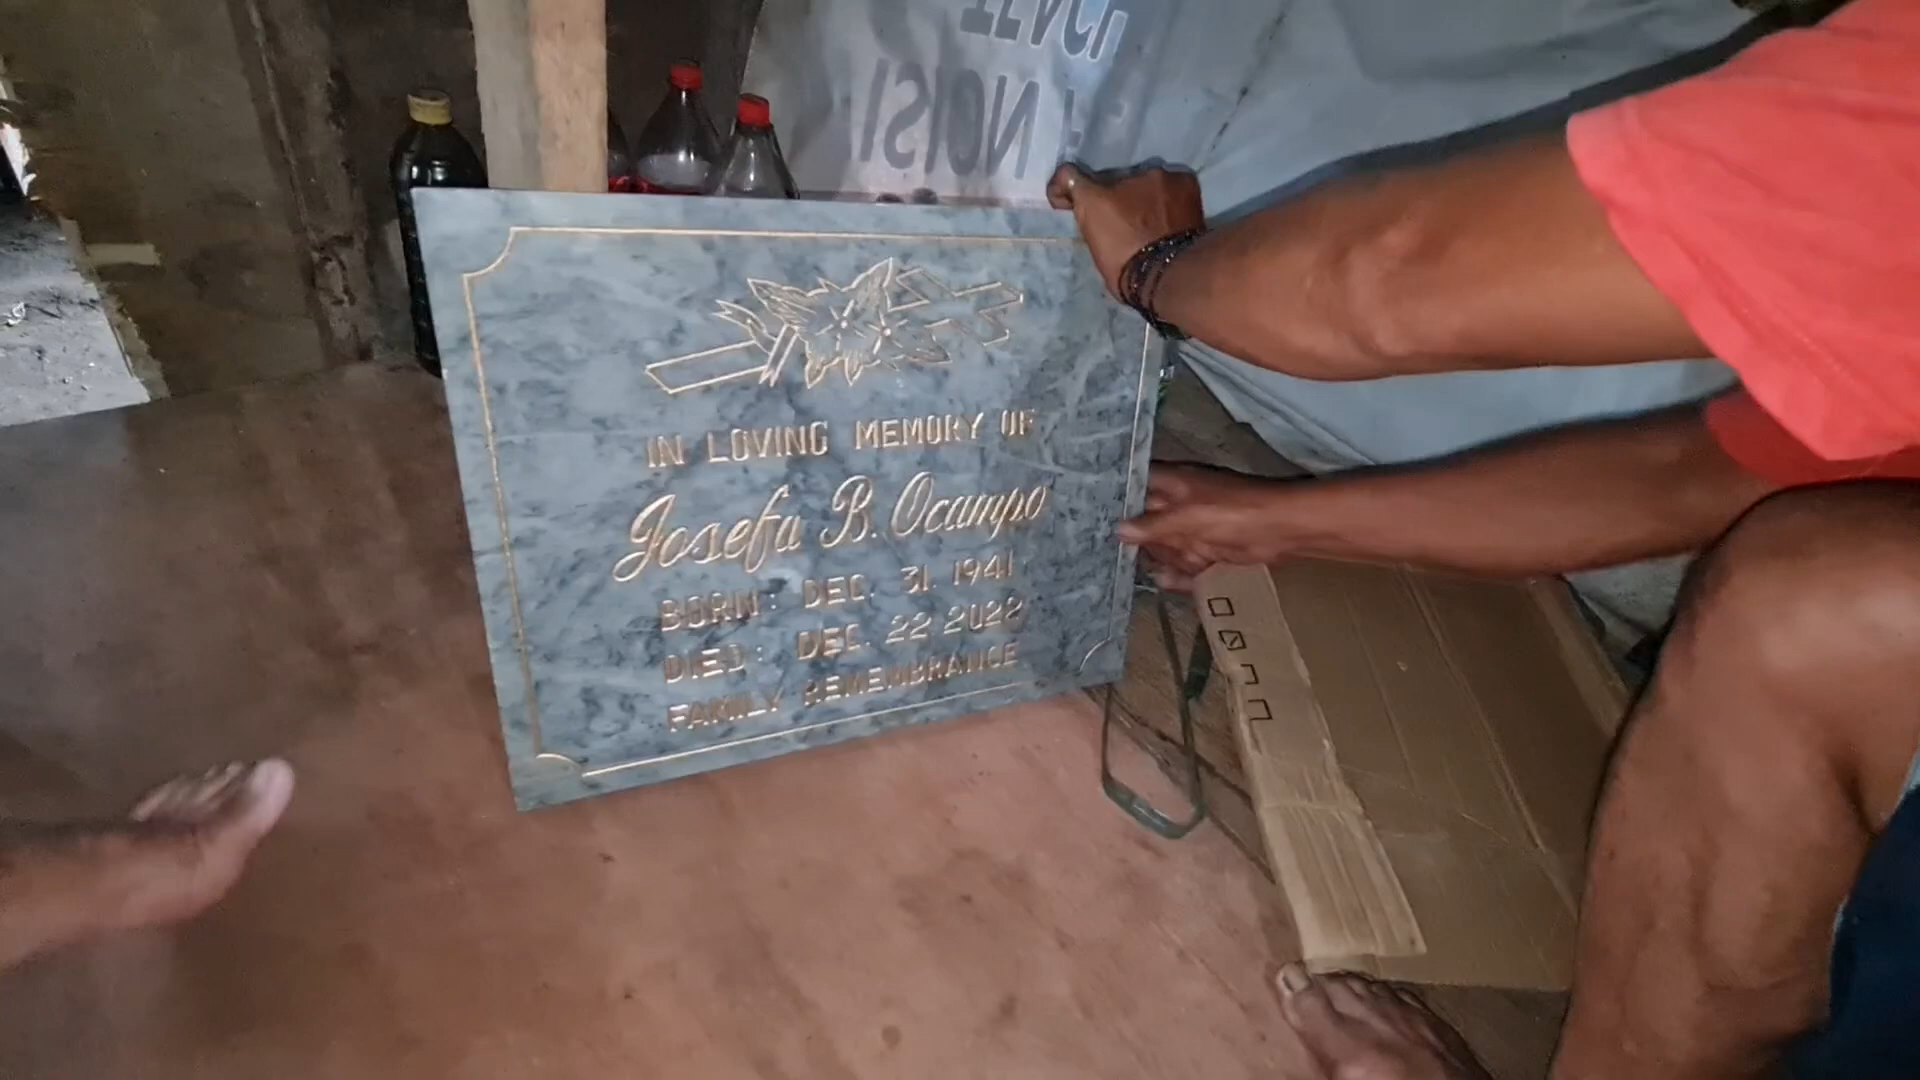 IN LOVING MEMORY OF
Josefa B. Ocampo
BORN: DEC. 31. 1941
DIED: DEC. 22 2022
FAMILY REMEMBRANCE